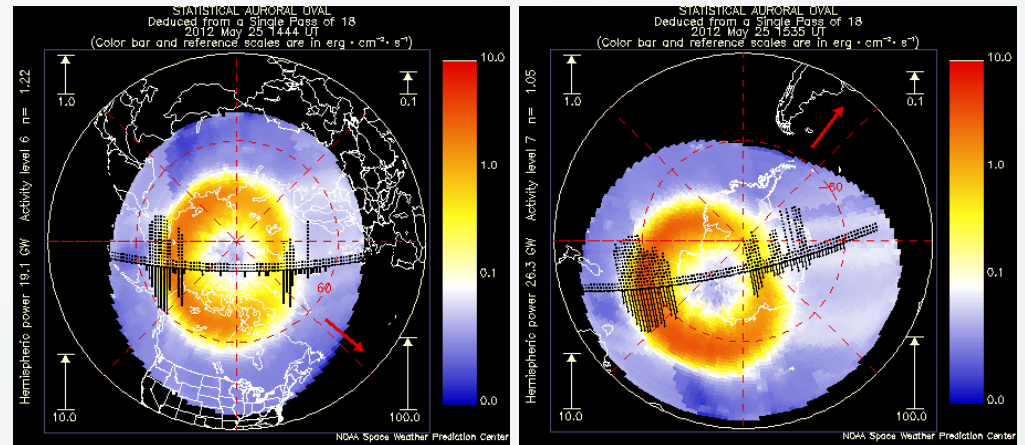 STATISTICAL AURORAL OVAL
Deduced from a Single Pass of 18
2012 May 25 1444 UT
(Color bar and reference scales are in erg · cm⁻² · s⁻¹)
Hemispheric power 19.1 GW Activity level 6 n= 1.22
1.0
0.1
10.0
1.0
0.1
0.0
60
10.0
100.0
NOAA Space Weather Prediction Center
STATISTICAL AURORAL OVAL
Deduced from a Single Pass of 18
2012 May 25 1535 UT
(Color bar and reference scales are in erg · cm⁻² · s⁻¹)
Hemispheric power 26.3 GW Activity level 7 n= 1.05
1.0
0.1
10.0
1.0
0.1
0.0
-60
10.0
100.0
NOAA Space Weather Prediction Center